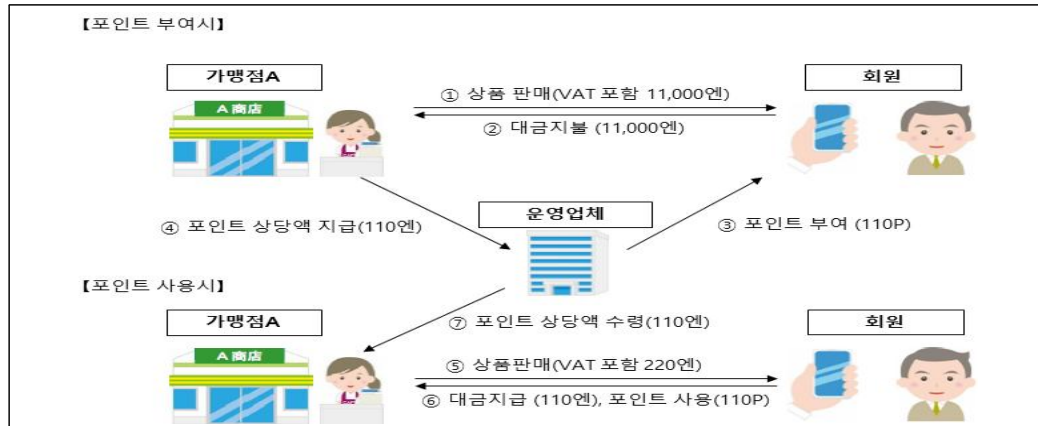 【포인트 부여시】
가맹점A
회원
A 商店
① 상품 판매(VAT 포함 11,000엔)
② 대금지불 (11,000엔)
운영업체
④ 포인트 상당액 지급(110엔)
③ 포인트 부여 (110P)
【포인트 사용시】
가맹점A
회원
⑦ 포인트 상당액 수령(110엔)
A 商店
⑤ 상품판매(VAT 포함 220엔)
⑥ 대금지급 (110엔), 포인트 사용(110P)